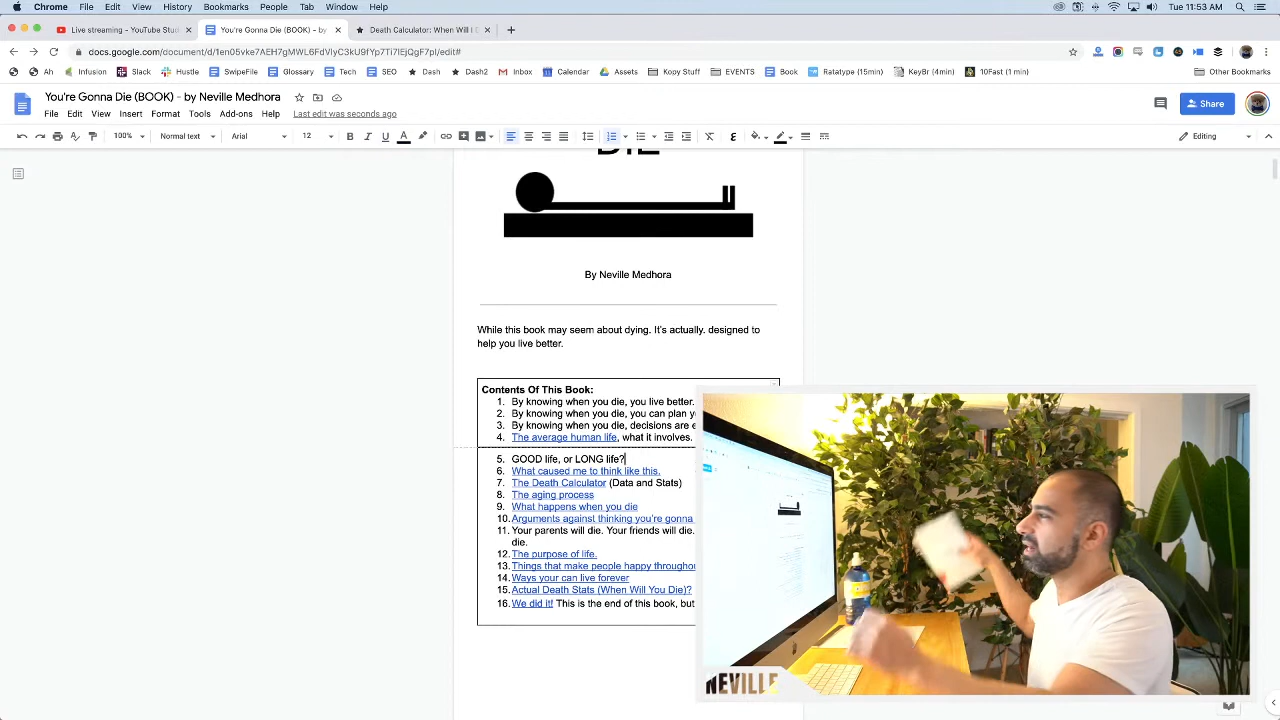 Chrome File Edit View History Bookmarks People Tab Window Help Tue 11:53 AM
Live streaming - YouTube Stud
You're Gonna Die (BOOK) - by
Death Calculator: When Will I D
docs.google.com/document/d/1en05vke7AEH7gMWL6FdVlyC3kU9fYp7Ti7lEjQgF7pI/edit#
Ah Infusion Slack Hustle SwipeFile Glossary Tech SEO Dash Dash2 Inbox Calendar Assets Kopy Stuff EVENTS Book Ratatype (15min) KeyBr (4min) 10Fast (1 min) Other Bookmarks
You're Gonna Die (BOOK) - by Neville Medhora
Share
File Edit View Insert Format Tools Add-ons Help Last edit was seconds ago
100% Normal text Arial 12 B I U A Editing
DIE
By Neville Medhora
While this book may seem about dying. It's actually. designed to
help you live better.
Contents Of This Book:
1. By knowing when you die, you live better.
2. By knowing when you die, you can plan y
3. By knowing when you die, decisions are e
4. The average human life, what it involves.
5. GOOD life, or LONG life?
6. What caused me to think like this.
7. The Death Calculator (Data and Stats)
8. The aging process
9. What happens when you die
10. Arguments against thinking you're gonna
11. Your parents will die. Your friends will die.
die.
12. The purpose of life.
13. Things that make people happy throughou
14. Ways your can live forever
15. Actual Death Stats (When Will You Die)?
16. We did it! This is the end of this book, but
NEVILLE